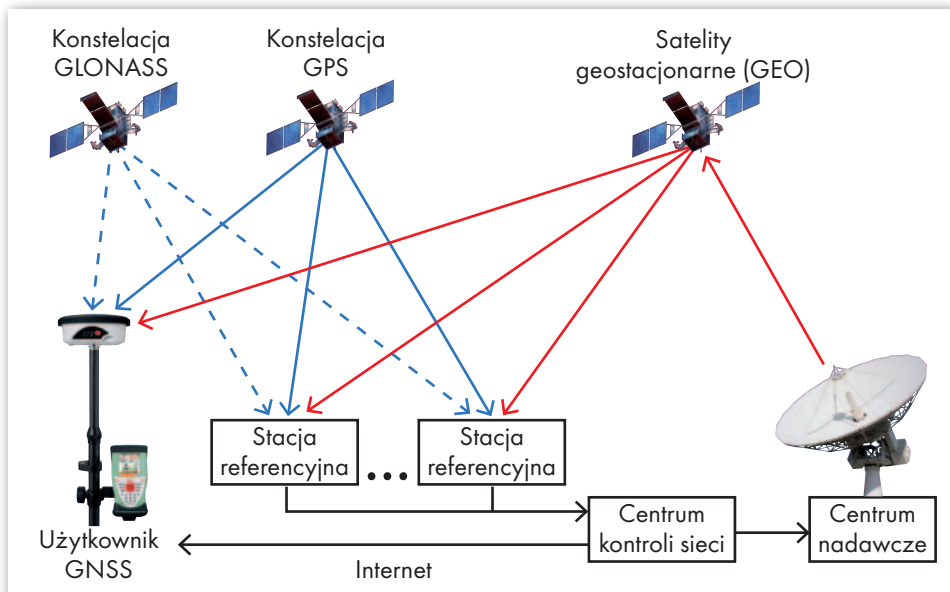 Konstelacja
GLONASS
Konstelacja
GPS
Satelity
geostacjonarne (GEO)
Stacja
referencyjna
Stacja
referencyjna
Centrum
kontroli sieci
Centrum
nadawcze
Użytkownik
GNSS
Internet